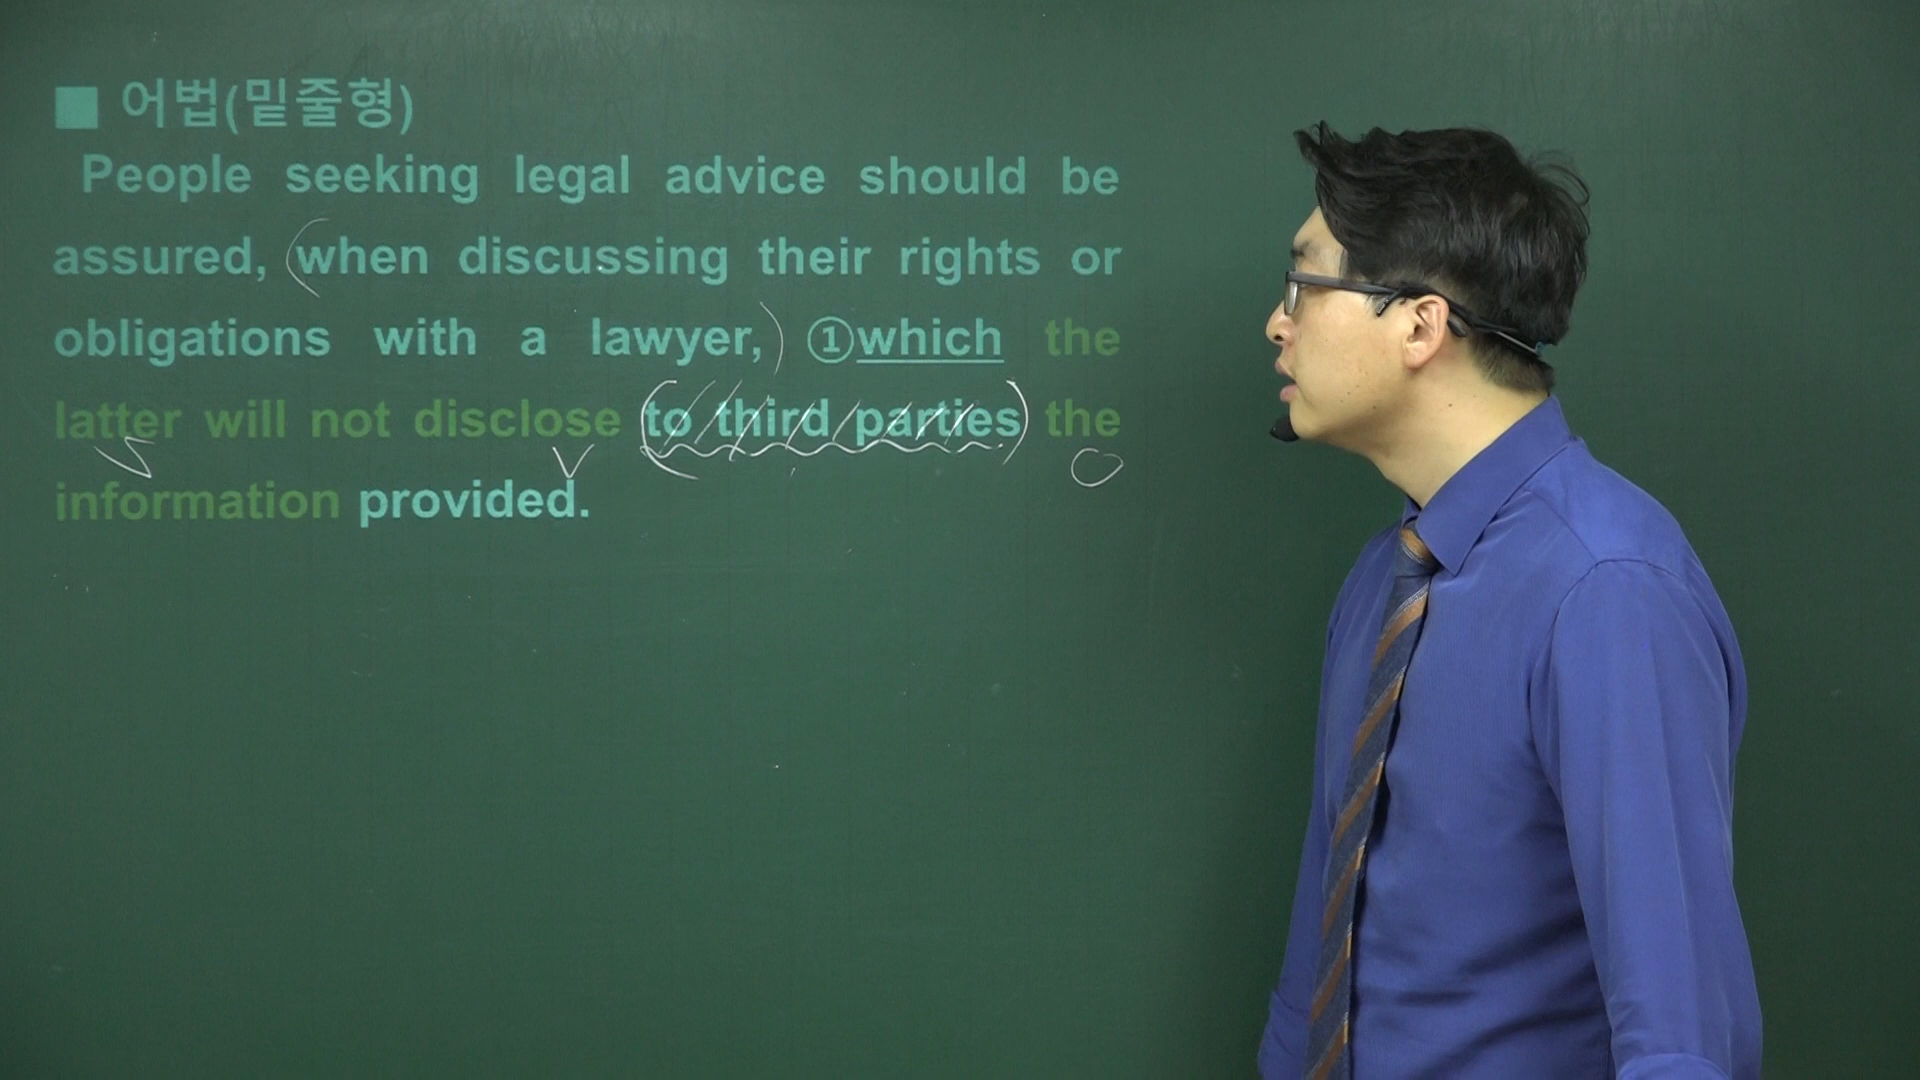 ■ 어법(밑줄형)
People seeking legal advice should be
assured, (when discussing their rights or
obligations with a lawyer,) ①which the
latter will not disclose (to third parties) the
S V O
information provided.